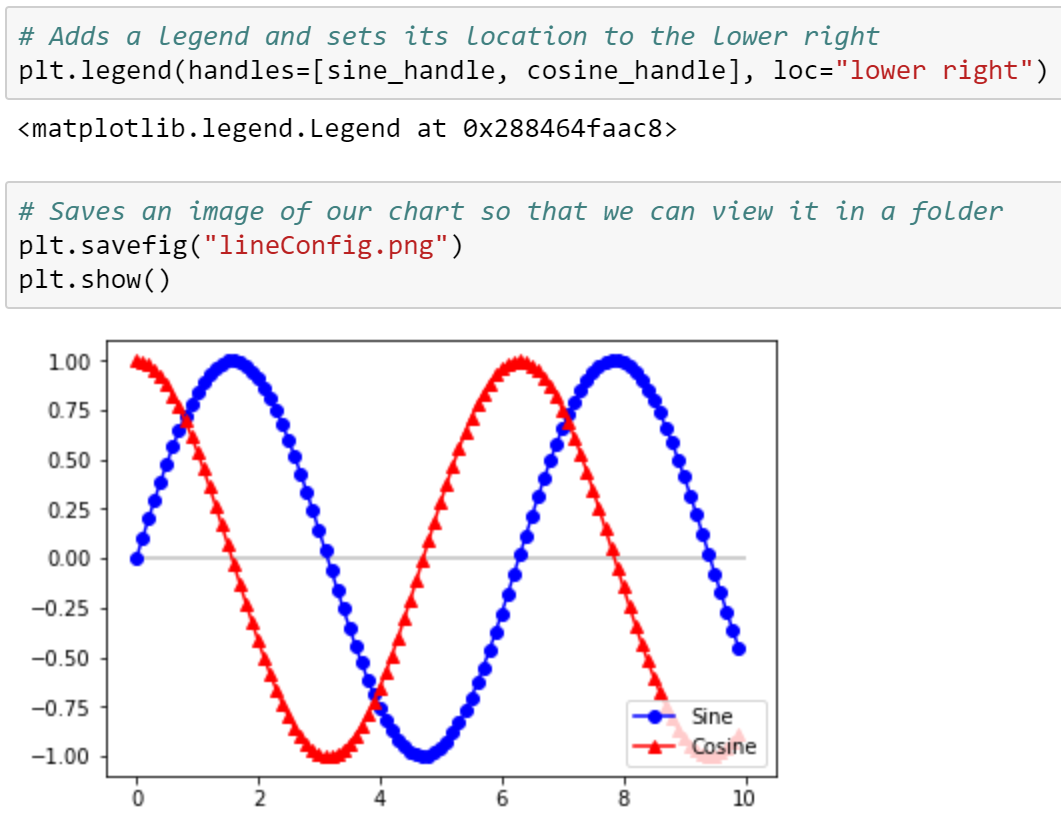 # Adds a legend and sets its location to the lower right
plt.legend(handles=[sine_handle, cosine_handle], loc="lower right")
<matplotlib.legend.Legend at 0x288464faac8>
# Saves an image of our chart so that we can view it in a folder
plt.savefig("lineConfig.png")
plt.show()
1.00
0.75
0.50
0.25
0.00
−0.25
−0.50
−0.75
−1.00
Sine
Cosine
0 2 4 6 8 10